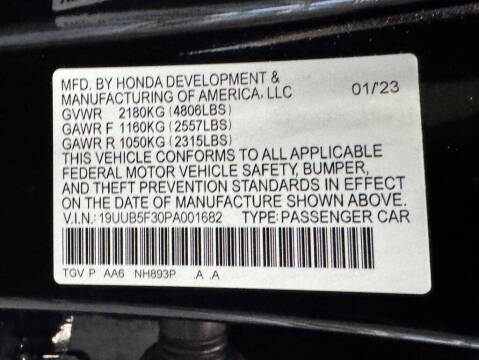 MFD. BY HONDA DEVELOPMENT &
MANUFACTURING OF AMERICA, LLC 01/'23
GVWR 2180KG (4806LBS)
GAWR F 1160KG (2557LBS)
GAWR R 1050KG (2315LBS)
THIS VEHICLE CONFORMS TO ALL APPLICABLE
FEDERAL MOTOR VEHICLE SAFETY, BUMPER,
AND THEFT PREVENTION STANDARDS IN EFFECT
ON THE DATE OF MANUFACTURE SHOWN ABOVE.
V.I.N.: 19UUB5F30PA001682 TYPE: PASSENGER CAR
TGV P AA6 NH893P .A .A